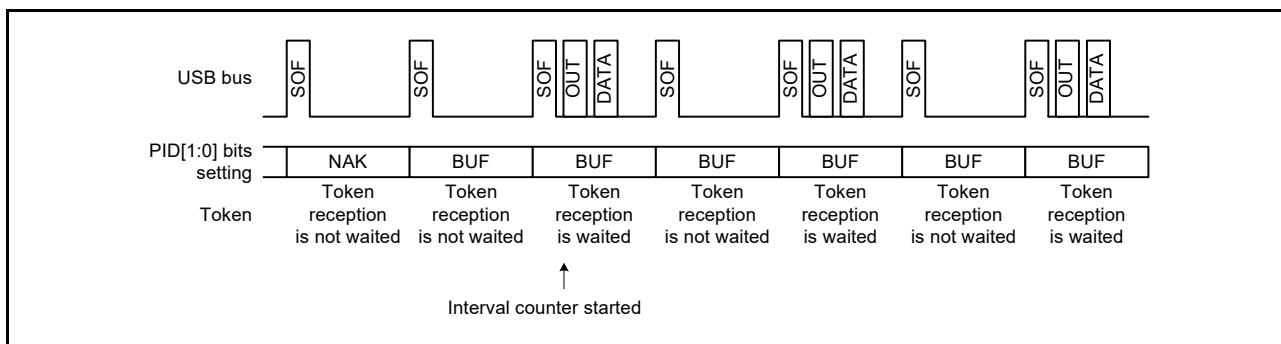 USB bus
SOF SOF SOF OUT DATA SOF SOF OUT DATA SOF SOF OUT DATA
PID[1:0] bits
setting
NAK BUF BUF BUF BUF BUF BUF
Token
Token Token Token Token Token Token Token
reception reception reception reception reception reception reception
is not waited is not waited is waited is not waited is waited is not waited is waited
Interval counter started